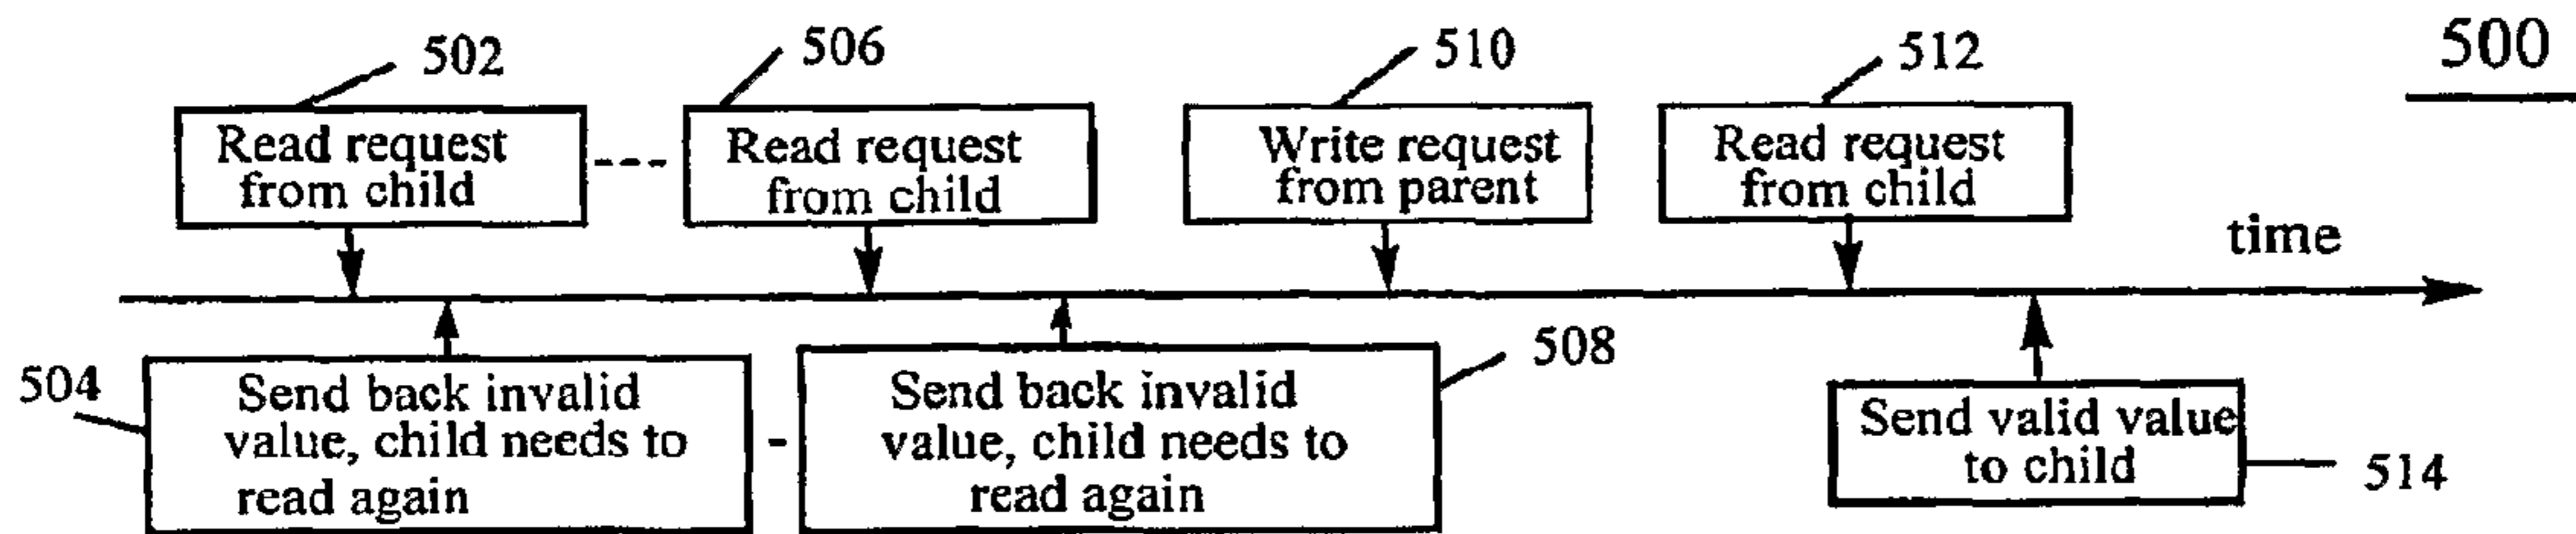 500
502
506
510
512
Read request
from child
Read request
from child
Write request
from parent
Read request
from child
time
504
Send back invalid
value, child needs to
read again
508
Send back invalid
value, child needs to
read again
Send valid value
to child
514